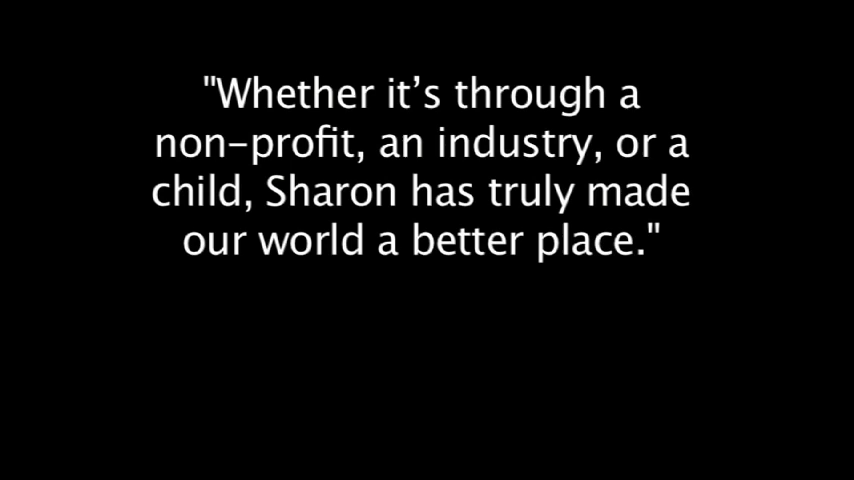 "Whether it’s through a
non-profit, an industry, or a
child, Sharon has truly made
our world a better place."